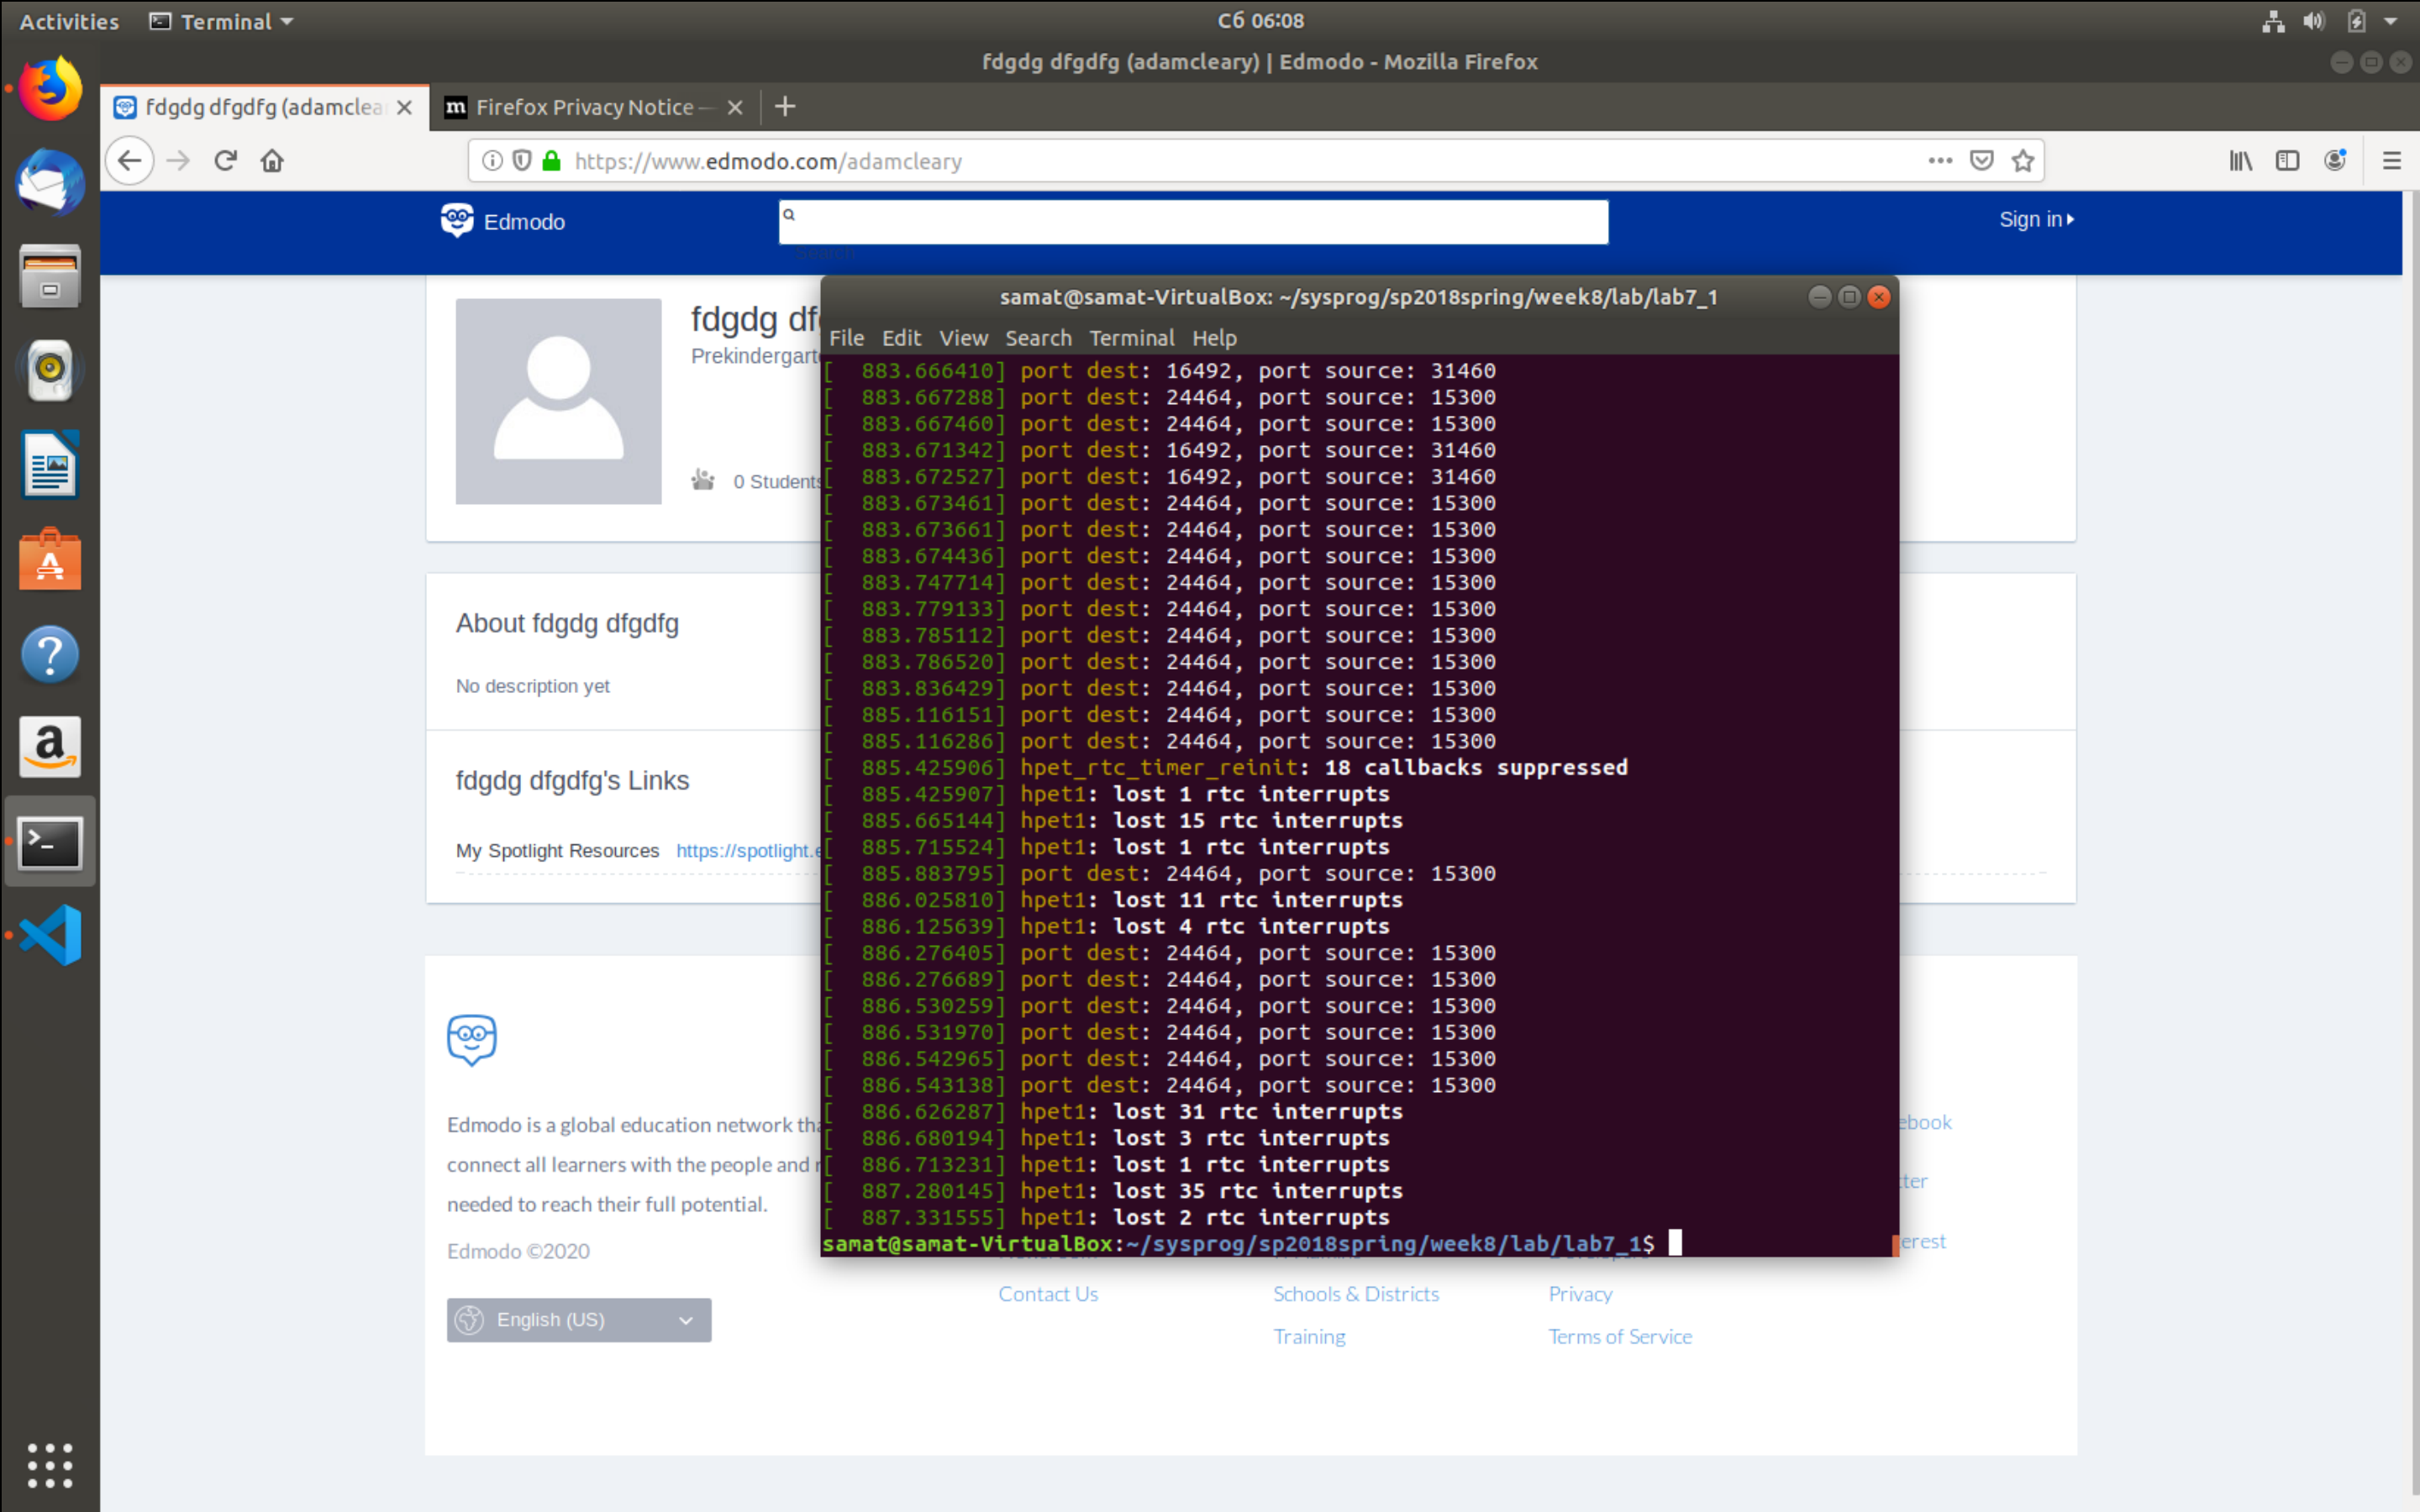 Activities Terminal Сб 06:08
fdgdg dfgdfg (adamcleary) | Edmodo - Mozilla Firefox
fdgdg dfgdfg (adamclear Firefox Privacy Notice —
https://www.edmodo.com/adamcleary
Edmodo Sign in
Search
fdgdg
Prekindergart
0 Students
About fdgdg dfgdfg
No description yet
fdgdg dfgdfg's Links
My Spotlight Resources https://spotlight.e
Edmodo is a global education network tha
connect all learners with the people and r
needed to reach their full potential.
Edmodo ©2020
English (US)
Contact Us
Schools & Districts
Training
Privacy
Terms of Service
ebook
tter
erest
samat@samat-VirtualBox: ~/sysprog/sp2018spring/week8/lab/lab7_1
File Edit View Search Terminal Help
[  883.666410] port dest: 16492, port source: 31460
[  883.667288] port dest: 24464, port source: 15300
[  883.667460] port dest: 24464, port source: 15300
[  883.671342] port dest: 16492, port source: 31460
[  883.672527] port dest: 16492, port source: 31460
[  883.673461] port dest: 24464, port source: 15300
[  883.673661] port dest: 24464, port source: 15300
[  883.674436] port dest: 24464, port source: 15300
[  883.747714] port dest: 24464, port source: 15300
[  883.779133] port dest: 24464, port source: 15300
[  883.785112] port dest: 24464, port source: 15300
[  883.786520] port dest: 24464, port source: 15300
[  883.836429] port dest: 24464, port source: 15300
[  885.116151] port dest: 24464, port source: 15300
[  885.116286] port dest: 24464, port source: 15300
[  885.425906] hpet_rtc_timer_reinit: 18 callbacks suppressed
[  885.425907] hpet1: lost 1 rtc interrupts
[  885.665144] hpet1: lost 15 rtc interrupts
[  885.715524] hpet1: lost 1 rtc interrupts
[  885.883795] port dest: 24464, port source: 15300
[  886.025810] hpet1: lost 11 rtc interrupts
[  886.125639] hpet1: lost 4 rtc interrupts
[  886.276405] port dest: 24464, port source: 15300
[  886.276689] port dest: 24464, port source: 15300
[  886.530259] port dest: 24464, port source: 15300
[  886.531970] port dest: 24464, port source: 15300
[  886.542965] port dest: 24464, port source: 15300
[  886.543138] port dest: 24464, port source: 15300
[  886.626287] hpet1: lost 31 rtc interrupts
[  886.680194] hpet1: lost 3 rtc interrupts
[  886.713231] hpet1: lost 1 rtc interrupts
[  887.280145] hpet1: lost 35 rtc interrupts
[  887.331555] hpet1: lost 2 rtc interrupts
samat@samat-VirtualBox:~/sysprog/sp2018spring/week8/lab/lab7_1$